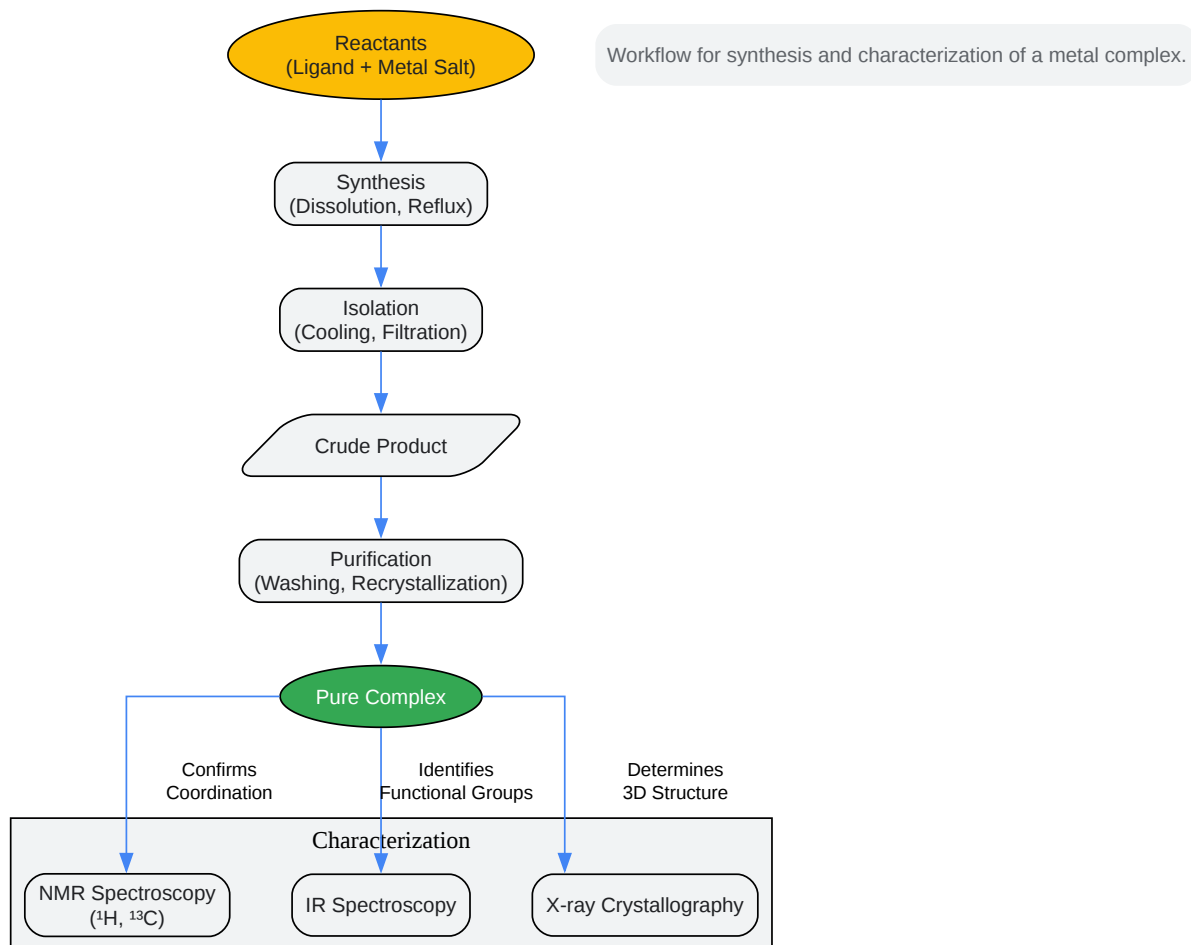 Reactants
(Ligand + Metal Salt)
Workflow for synthesis and characterization of a metal complex.
Synthesis
(Dissolution, Reflux)
Isolation
(Cooling, Filtration)
Crude Product
Purification
(Washing, Recrystallization)
Pure Complex
Confirms
Coordination
Identifies
Functional Groups
Determines
3D Structure
Characterization
NMR Spectroscopy
(¹H, ¹³C)
IR Spectroscopy
X-ray Crystallography